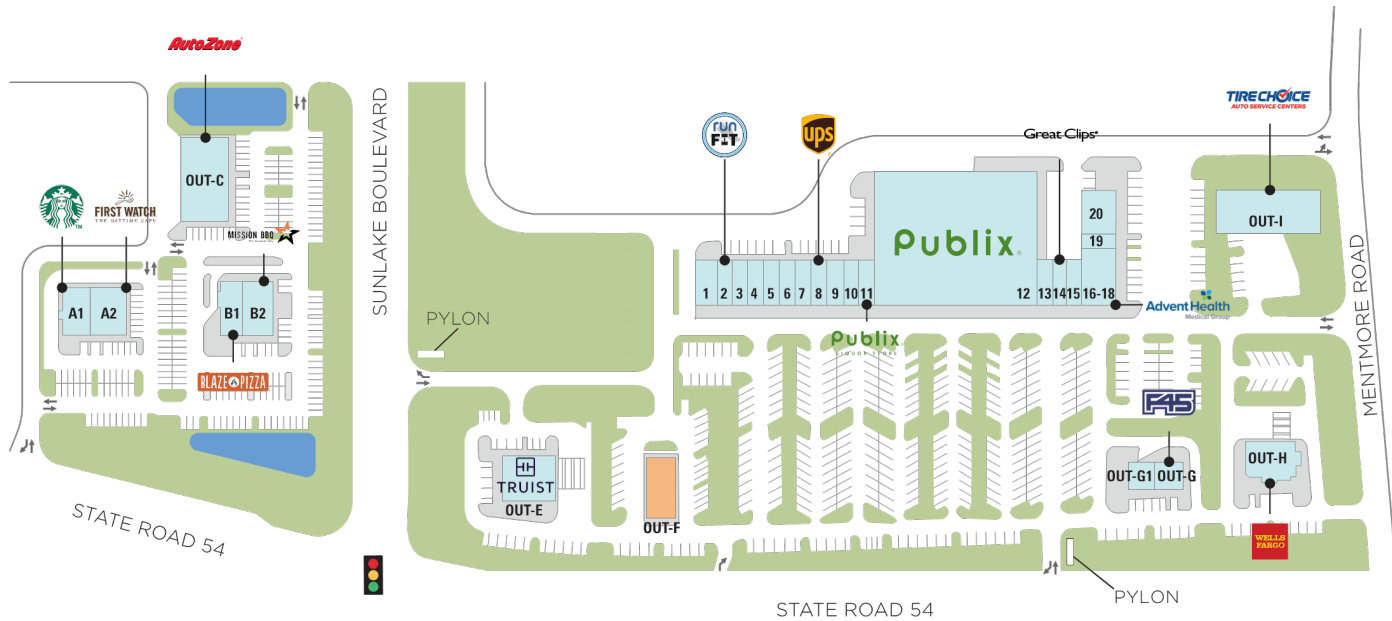 AutoZone
OUT-C
STARBUCKS
FIRST WATCH
THE DAYTIME CAFE
MISSION BBQ
A1
A2
B1
B2
BLAZE PIZZA
SUNLAKE BOULEVARD
PYLON
STATE ROAD 54
run
FIT
ups
Great Clips
TIRE CHOICE
AUTO SERVICE CENTERS
OUT-I
Publix
20
19
1
2
3
4
5
6
7
8
9
10
11
12
13
14
15
16-18
AdventHealth
Medical Group
Publix
LIQUOR STORE
MENTMORE ROAD
F45
TRUIST
OUT-E
OUT-F
OUT-G1
OUT-G
OUT-H
WELLS
FARGO
PYLON
STATE ROAD 54